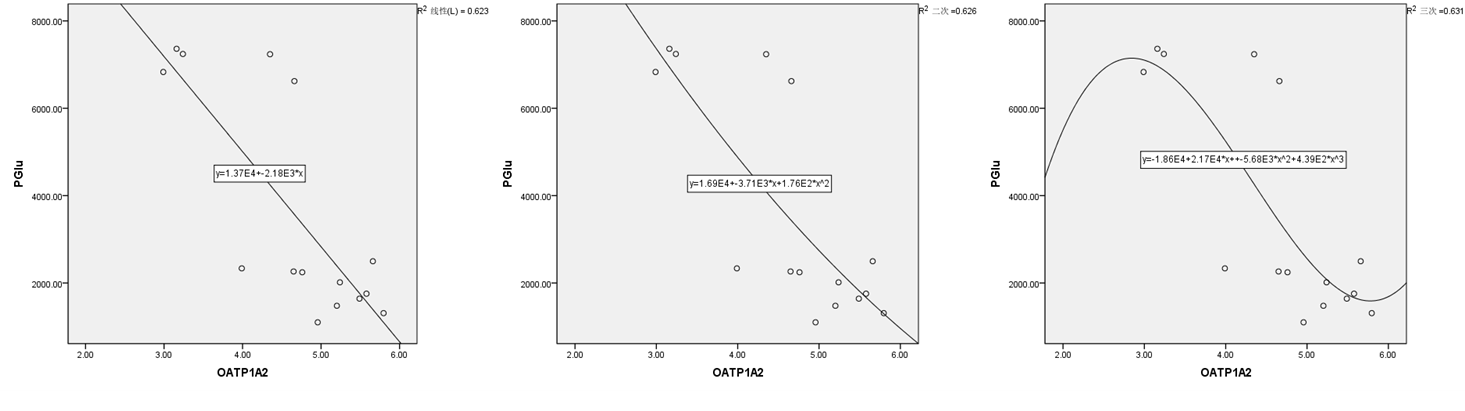 R² 线性(L) = 0.623
8000.00
6000.00
4000.00
2000.00
PGlu
y=1.37E4+-2.18E3*x
2.00 3.00 4.00 5.00 6.00
OATP1A2
R² 二次 =0.626
8000.00
6000.00
4000.00
2000.00
PGlu
y=1.69E4+-3.71E3*x+1.76E2*x^2
2.00 3.00 4.00 5.00 6.00
OATP1A2
R² 三次 =0.631
8000.00
6000.00
4000.00
2000.00
PGlu
y=-1.86E4+2.17E4*x++-5.68E3*x^2+4.39E2*x^3
2.00 3.00 4.00 5.00 6.00
OATP1A2